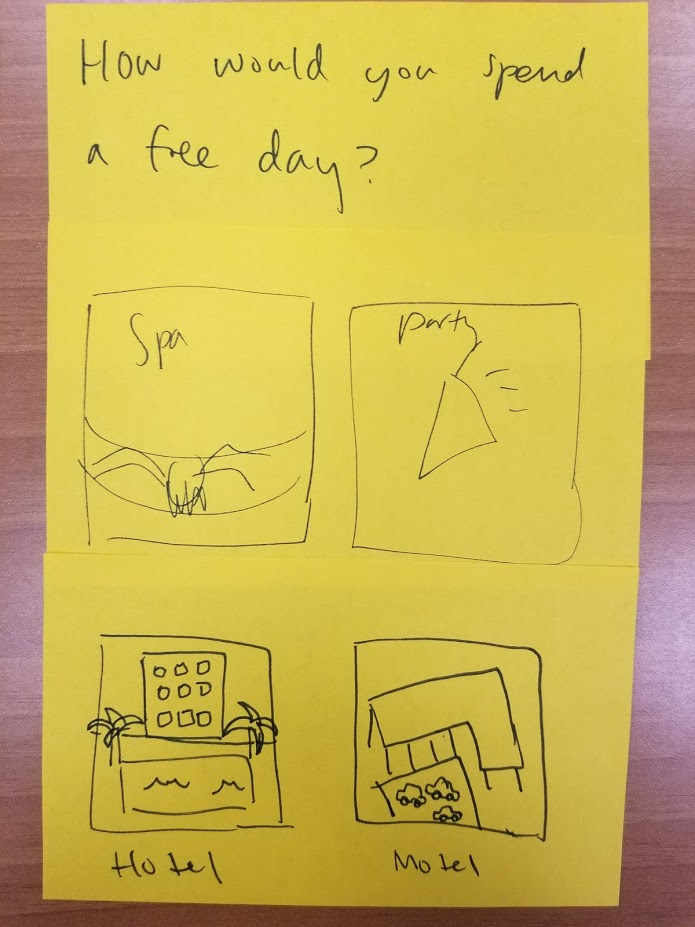 How would you spend
a free day?
Spa
party
Hotel
Motel